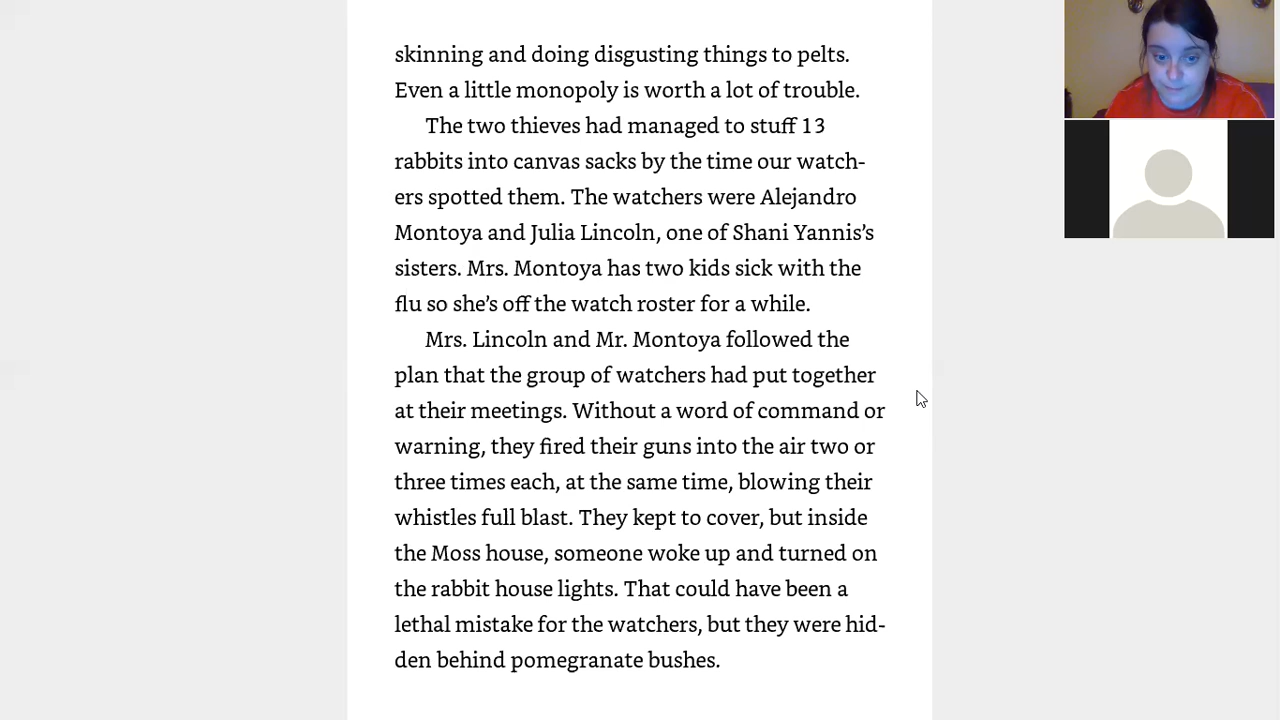 skinning and doing disgusting things to pelts.
Even a little monopoly is worth a lot of trouble.
The two thieves had managed to stuff 13
rabbits into canvas sacks by the time our watch-
ers spotted them. The watchers were Alejandro
Montoya and Julia Lincoln, one of Shani Yannis’s
sisters. Mrs. Montoya has two kids sick with the
flu so she’s off the watch roster for a while.
Mrs. Lincoln and Mr. Montoya followed the
plan that the group of watchers had put together
at their meetings. Without a word of command or
warning, they fired their guns into the air two or
three times each, at the same time, blowing their
whistles full blast. They kept to cover, but inside
the Moss house, someone woke up and turned on
the rabbit house lights. That could have been a
lethal mistake for the watchers, but they were hid-
den behind pomegranate bushes.